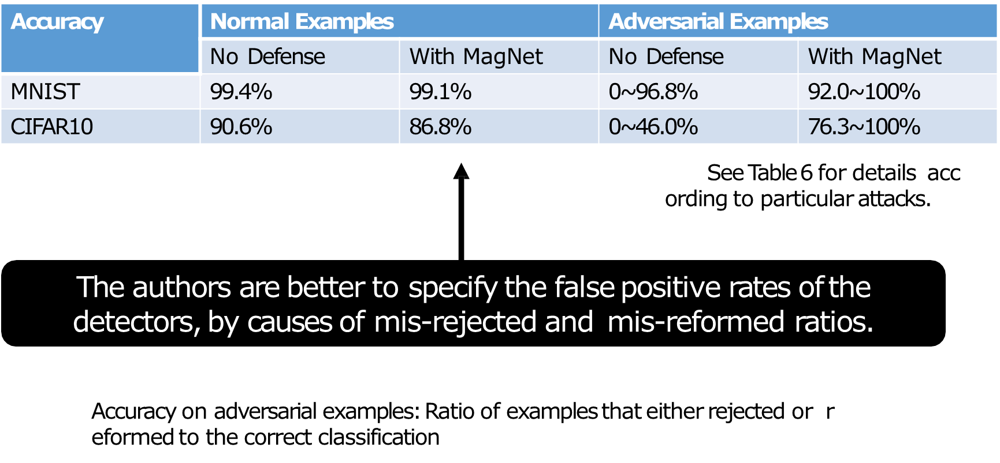 Accuracy Normal Examples Adversarial Examples
No Defense With MagNet No Defense With MagNet
MNIST 99.4% 99.1% 0~96.8% 92.0~100%
CIFAR10 90.6% 86.8% 0~46.0% 76.3~100%
See Table 6 for details acc
ording to particular attacks.
The authors are better to specify the false positive rates of the
detectors, by causes of mis-rejected and mis-reformed ratios.
Accuracy on adversarial examples: Ratio of examples that either rejected or r
eformed to the correct classification